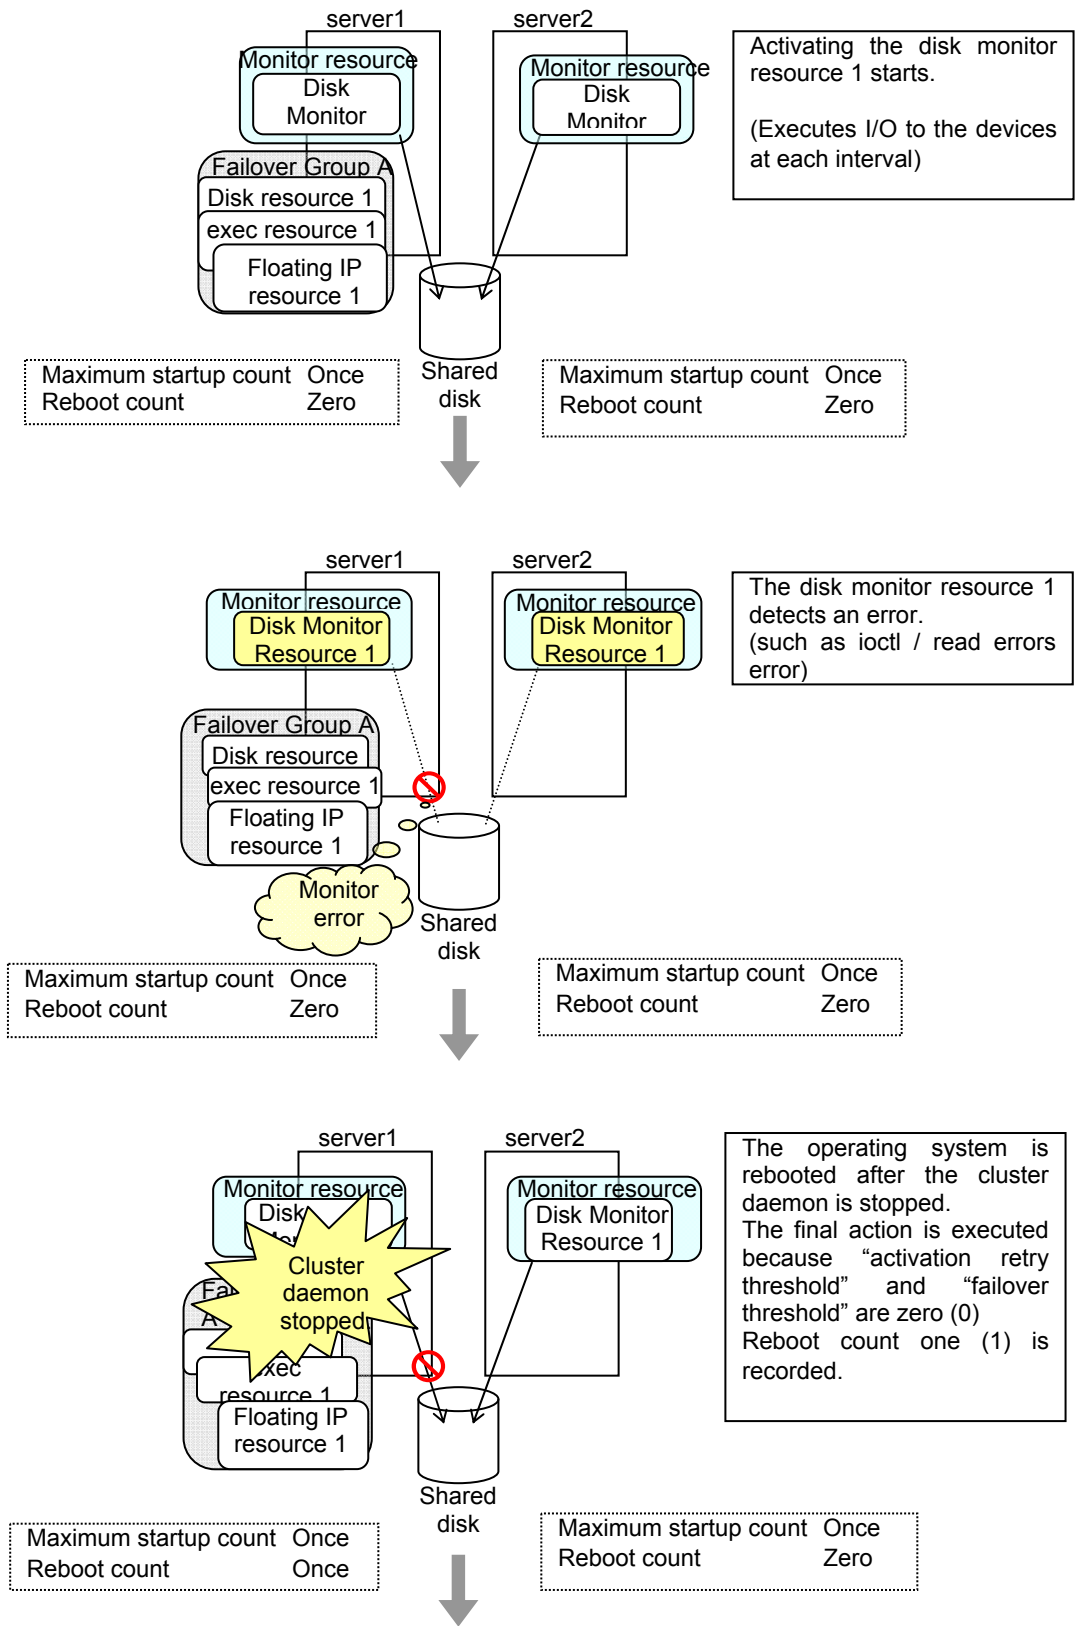 server1
server2
Monitor resource
Disk
Monitor
Monitor resource
Disk
Monitor
Activating the disk monitor
resource 1 starts.
(Executes I/O to the devices
at each interval)
Failover Group A
Disk resource 1
exec resource 1
Floating IP
resource 1
Shared
disk
Maximum startup count Once
Reboot count Zero
Maximum startup count Once
Reboot count Zero
server1
server2
Monitor resource
Disk Monitor
Resource 1
Monitor resource
Disk Monitor
Resource 1
The disk monitor resource 1
detects an error.
(such as ioctl / read errors
error)
Failover Group A
Disk resource
exec resource 1
Floating IP
resource 1
Monitor
error
Shared
disk
Maximum startup count Once
Reboot count Zero
Maximum startup count Once
Reboot count Zero
server1
server2
Monitor resource
Disk
Cluster
daemon
stopped.
Monitor resource
Disk Monitor
Resource 1
The operating system is
rebooted after the cluster
daemon is stopped.
The final action is executed
because “activation retry
threshold” and “failover
threshold” are zero (0)
Reboot count one (1) is
recorded.
Fa
A
exec
resource 1
Floating IP
resource 1
Shared
disk
Maximum startup count Once
Reboot count Once
Maximum startup count Once
Reboot count Zero